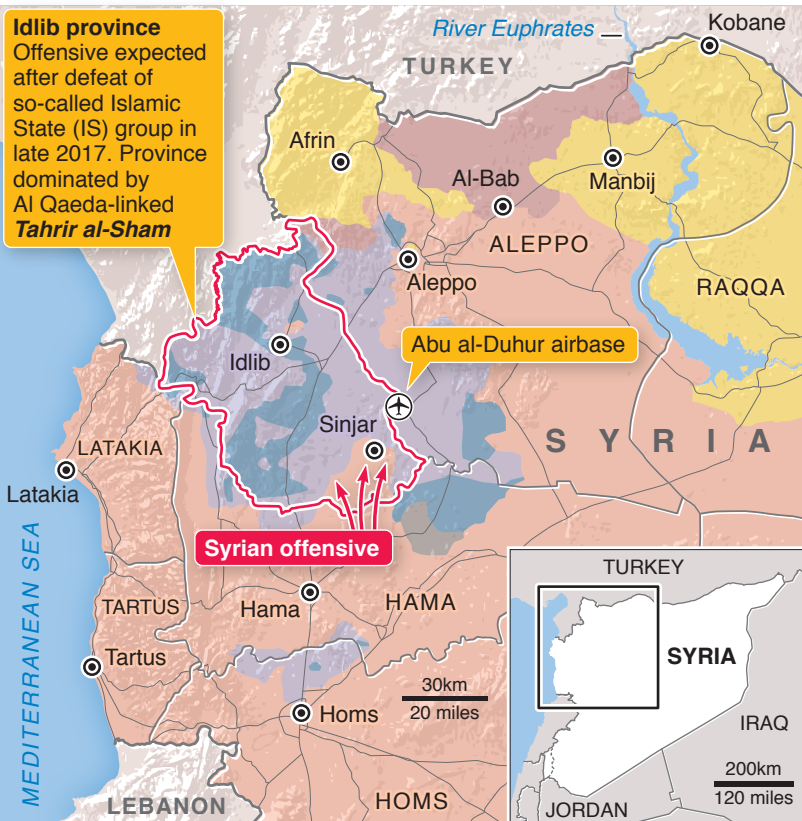 Idlib province
Offensive expected
after defeat of
so-called Islamic
State (IS) group in
late 2017. Province
dominated by
Al Qaeda-linked
Tahrir al-Sham
River Euphrates
Kobane
TURKEY
Afrin
Al-Bab
Manbij
ALEPPO
Aleppo
RAQQA
Idlib
Abu al-Duhur airbase
Sinjar
SYRIA
LATAKIA
Latakia
Syrian offensive
MEDITERRANEAN SEA
TARTUS
Hama
HAMA
Tartus
30km
20 miles
Homs
LEBANON
HOMS
TURKEY
SYRIA
IRAQ
200km
120 miles
JORDAN